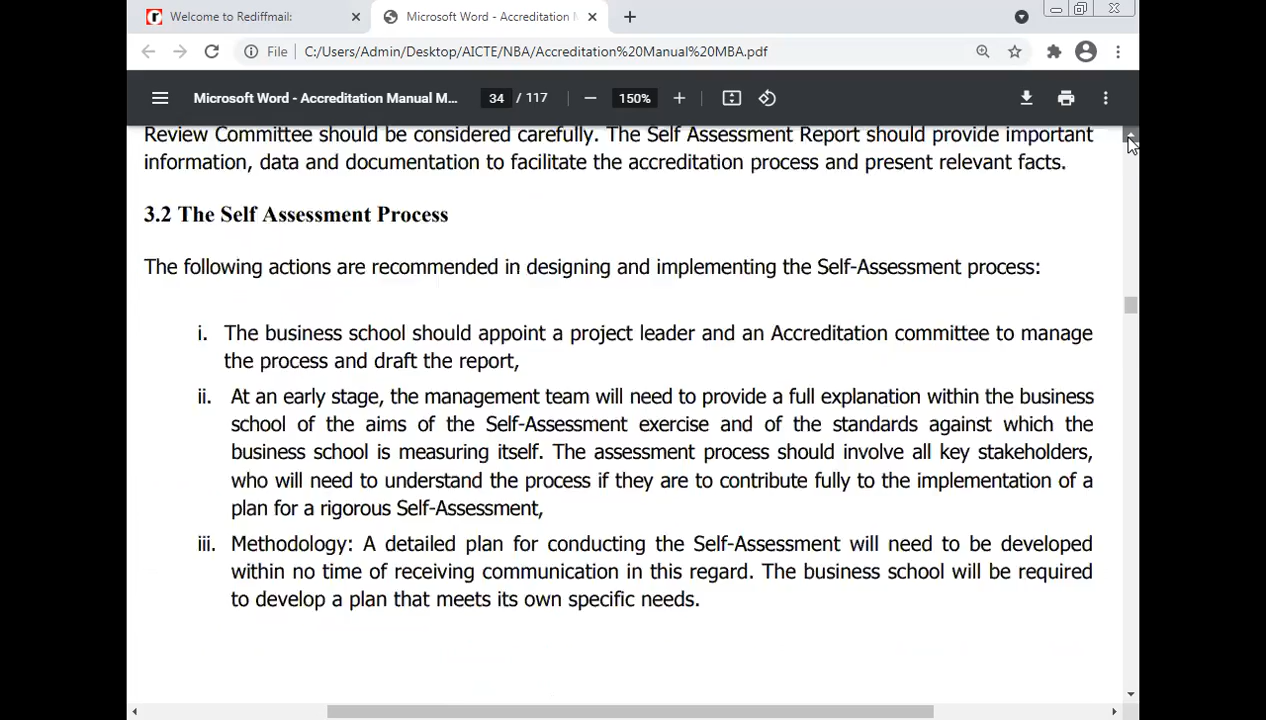 Welcome to Rediffmail:
Microsoft Word - Accreditation M
File C:/Users/Admin/Desktop/AICTE/NBA/Accreditation%20Manual%20MBA.pdf
Microsoft Word - Accreditation Manual M... 34 / 117 150%
Review Committee should be considered carefully. The Self Assessment Report should provide important
information, data and documentation to facilitate the accreditation process and present relevant facts.
3.2 The Self Assessment Process
The following actions are recommended in designing and implementing the Self-Assessment process:
i. The business school should appoint a project leader and an Accreditation committee to manage
the process and draft the report,
ii. At an early stage, the management team will need to provide a full explanation within the business
school of the aims of the Self-Assessment exercise and of the standards against which the
business school is measuring itself. The assessment process should involve all key stakeholders,
who will need to understand the process if they are to contribute fully to the implementation of a
plan for a rigorous Self-Assessment,
iii. Methodology: A detailed plan for conducting the Self-Assessment will need to be developed
within no time of receiving communication in this regard. The business school will be required
to develop a plan that meets its own specific needs.